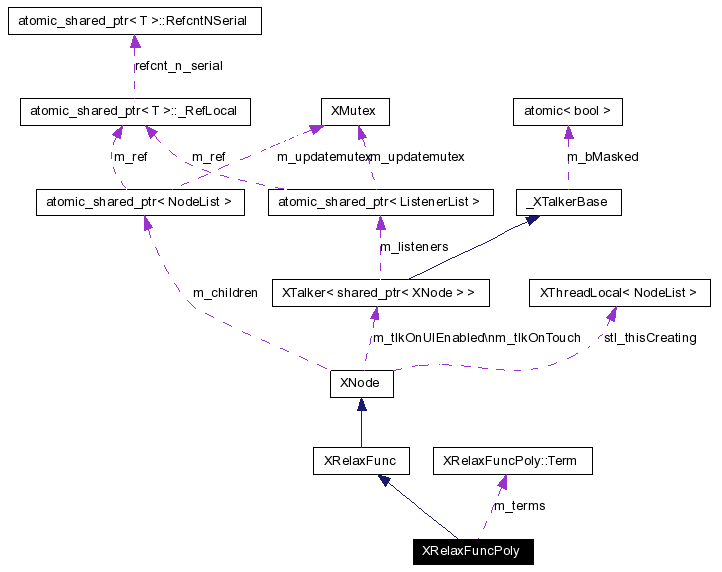 atomic_shared_ptr< T >::RefcntNSerial
refcnt_n_serial
atomic_shared_ptr< T >::_RefLocal
XMutex
atomic< bool >
m_ref
m_ref
m_updatemutex
m_updatemutex
m_bMasked
atomic_shared_ptr< NodeList >
atomic_shared_ptr< ListenerList >
_XTalkerBase
m_listeners
m_children
XTalker< shared_ptr< XNode > >
XThreadLocal< NodeList >
m_tlkOnUIEnabled\nm_tlkOnTouch
stl_thisCreating
XNode
XRelaxFunc
XRelaxFuncPoly::Term
m_terms
XRelaxFuncPoly